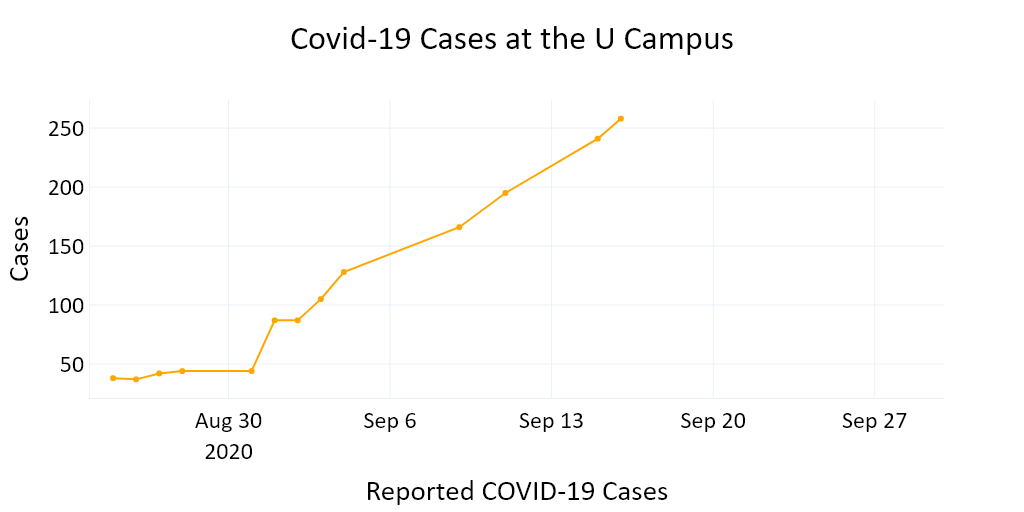 Covid-19 Cases at the U Campus
250
200
150
100
50
Cases
Aug 30 Sep 6 Sep 13 Sep 20 Sep 27
2020
Reported COVID-19 Cases